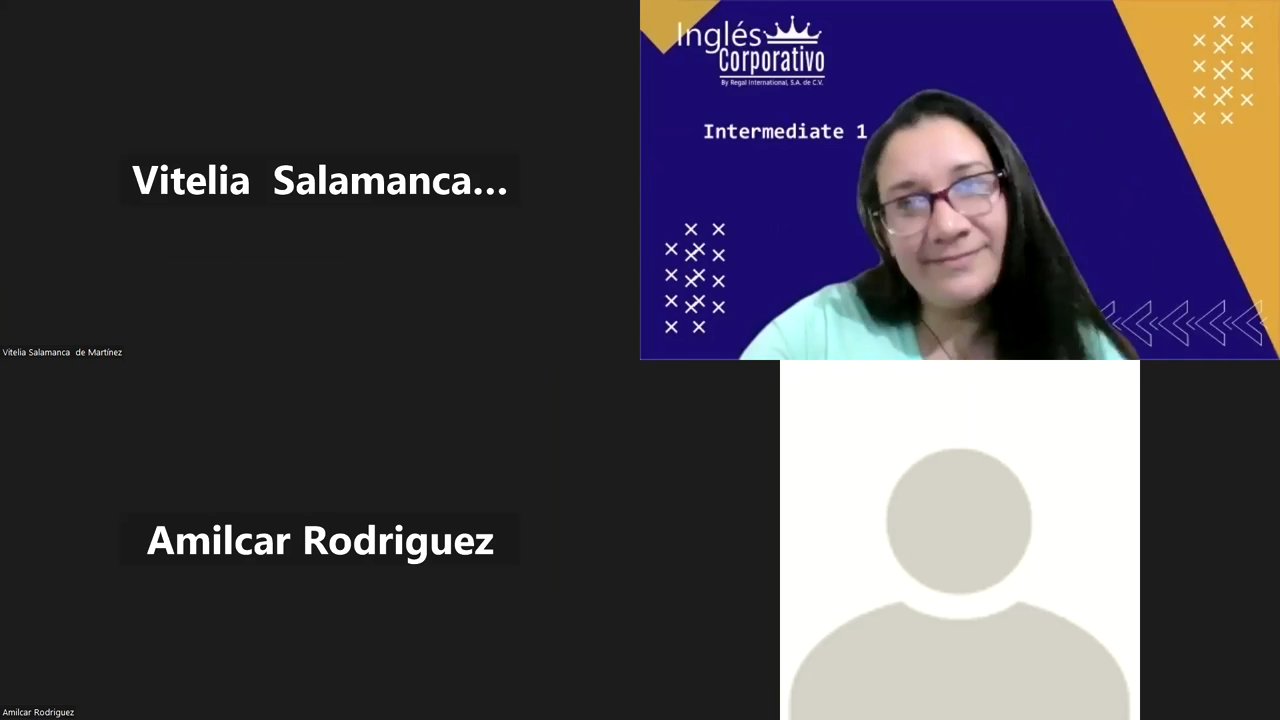 Vitelia  Salamanca...
Vitelia Salamanca  de Martínez
Inglés
Corporativo
By Regal International, S.A. de C.V.
Intermediate 1
Amilcar Rodriguez
Amilcar Rodriguez